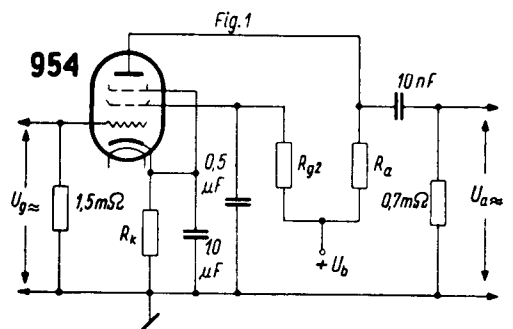 Fig.1
954
10 nF
0,5
µF
Rg2
Ra
Ug≈
1,5mΩ
Rk
10
µF
+ Ub
0,7mΩ
Ua≈